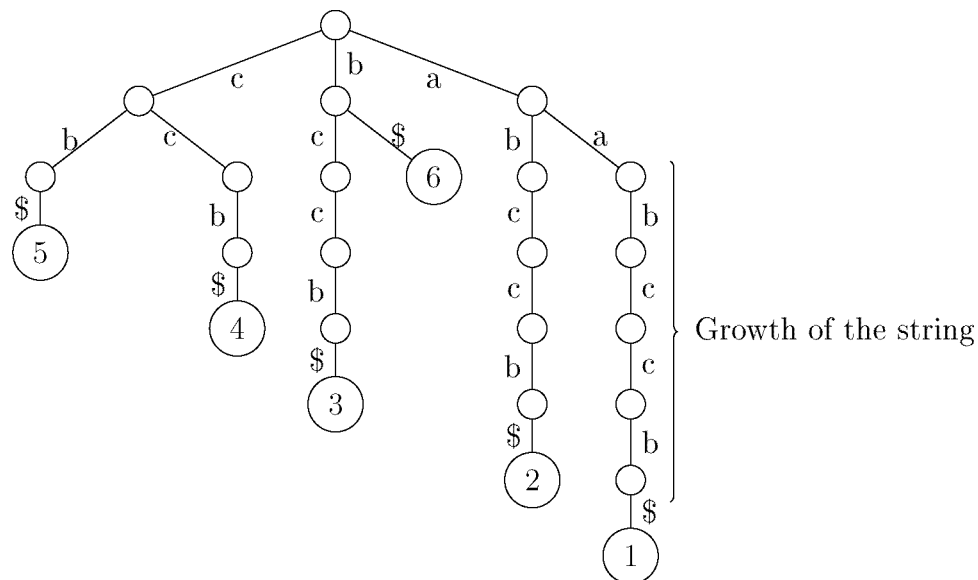 c b a
b c c $ b a
$ b c 6 c b
5 $ b c c
4 $ b c Growth of the string
3 $ b
2 $
1